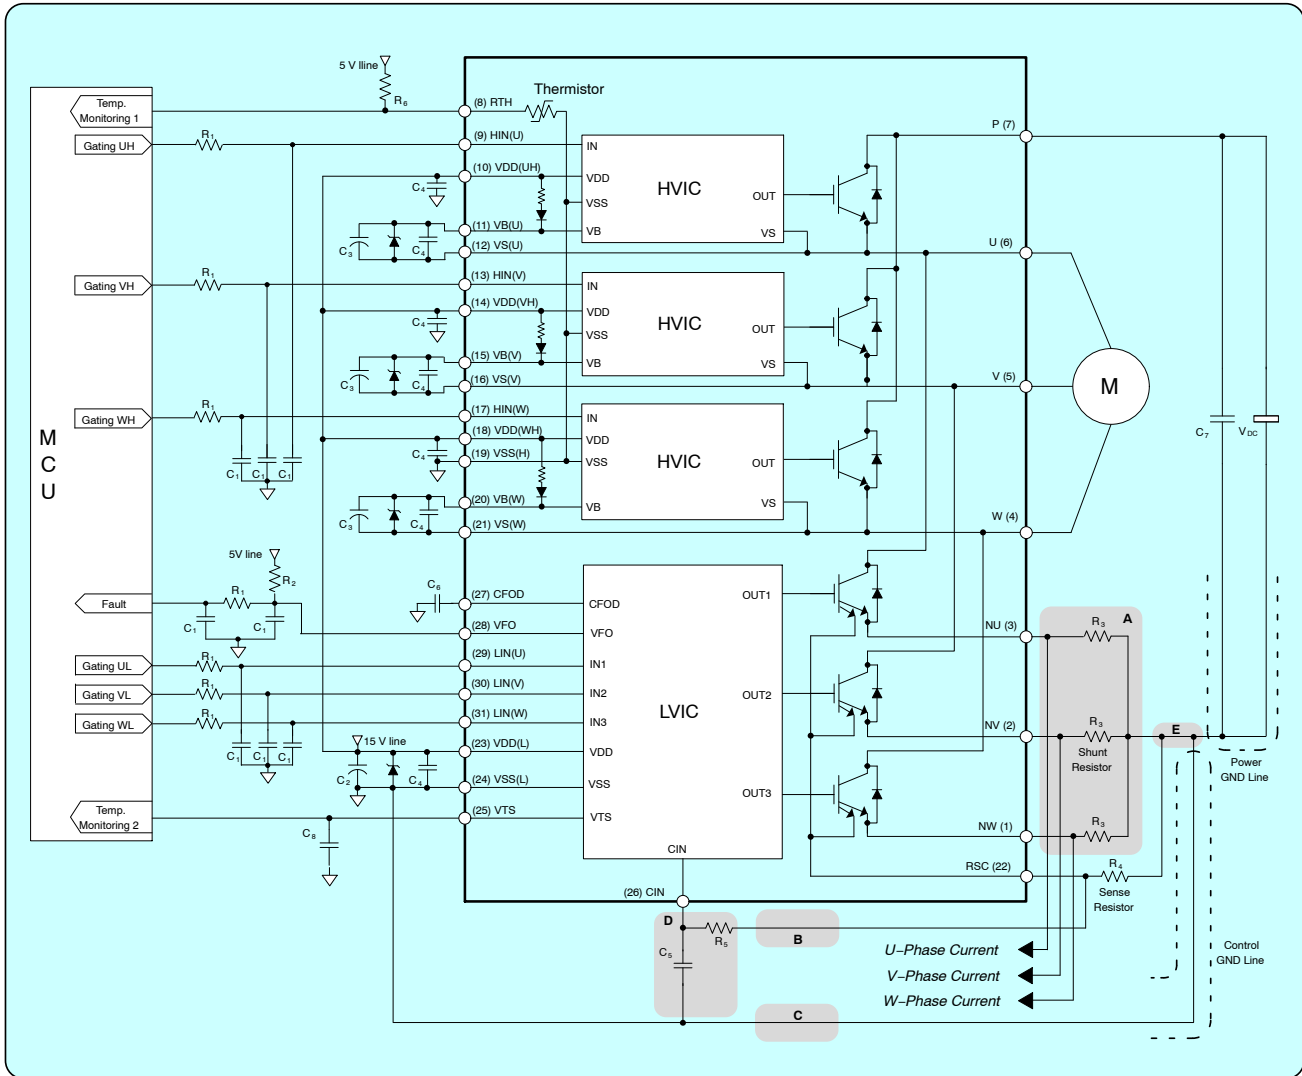 5 V lline
R6
Thermistor
Temp.
Monitoring 1
(8) RTH
P (7)
R1
Gating UH
(9) HIN(U)
IN
(10) VDD(UH)
C4
VDD
HVIC
VSS
OUT
(11) VB(U)
VB
VS
C3
C4
(12) VS(U)
U (6)
R1
Gating VH
(13) HIN(V)
IN
(14) VDD(VH)
C4
VDD
HVIC
VSS
OUT
(15) VB(V)
VB
VS
C3
C4
(16) VS(V)
V (5)
M
R1
Gating WH
(17) HIN(W)
IN
(18) VDD(WH)
VDD
C4
(19) VSS(H)
VSS
HVIC
OUT
C7
VDC
M
C
U
C1
C1
C1
(20) VB(W)
VB
VS
C3
C4
(21) VS(W)
W (4)
5V line
R2
R1
C6
(27) CFOD
CFOD
OUT1
Fault
C1
C1
(28) VFO
VFO
NU (3)
R3
A
R1
Gating UL
(29) LIN(U)
IN1
R1
Gating VL
(30) LIN(V)
IN2
OUT2
LVIC
R1
Gating WL
(31) LIN(W)
IN3
NV (2)
R3
E
C1
C1
C1
15 V line
(23) VDD(L)
VDD
Shunt
Resistor
Power
GND Line
C2
C4
(24) VSS(L)
VSS
OUT3
Temp.
Monitoring 2
(25) VTS
VTS
NW (1)
R3
C8
CIN
RSC (22)
R4
Sense
Resistor
(26) CIN
D
R5
B
C5
U−Phase Current
V−Phase Current
W−Phase Current
Control
GND Line
C